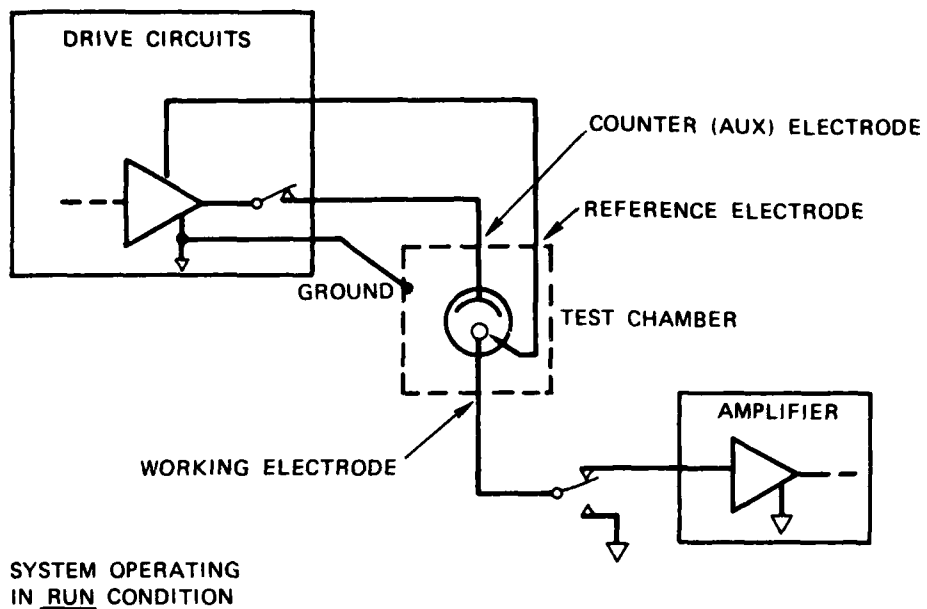 DRIVE CIRCUITS
COUNTER (AUX) ELECTRODE
REFERENCE ELECTRODE
GROUND
TEST CHAMBER
AMPLIFIER
WORKING ELECTRODE
SYSTEM OPERATING
IN RUN CONDITION